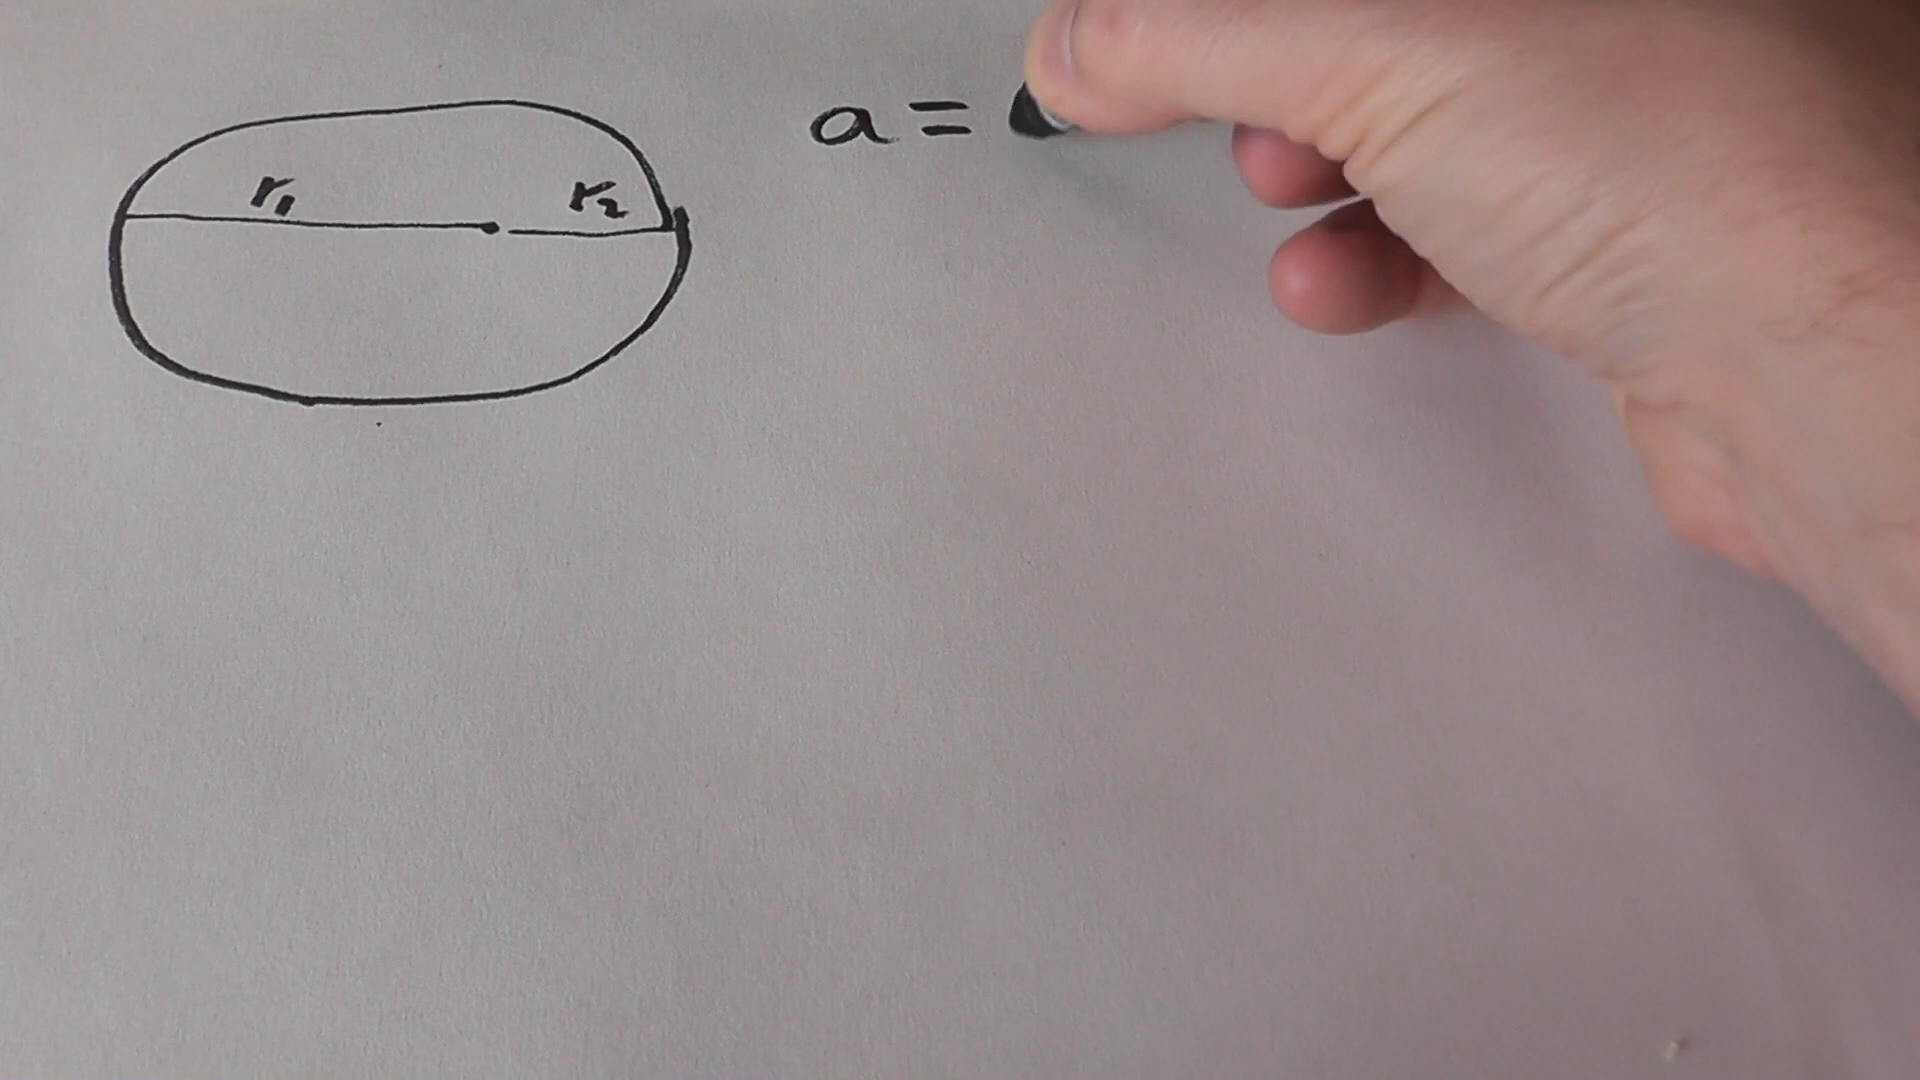 r₁ r₂
a =